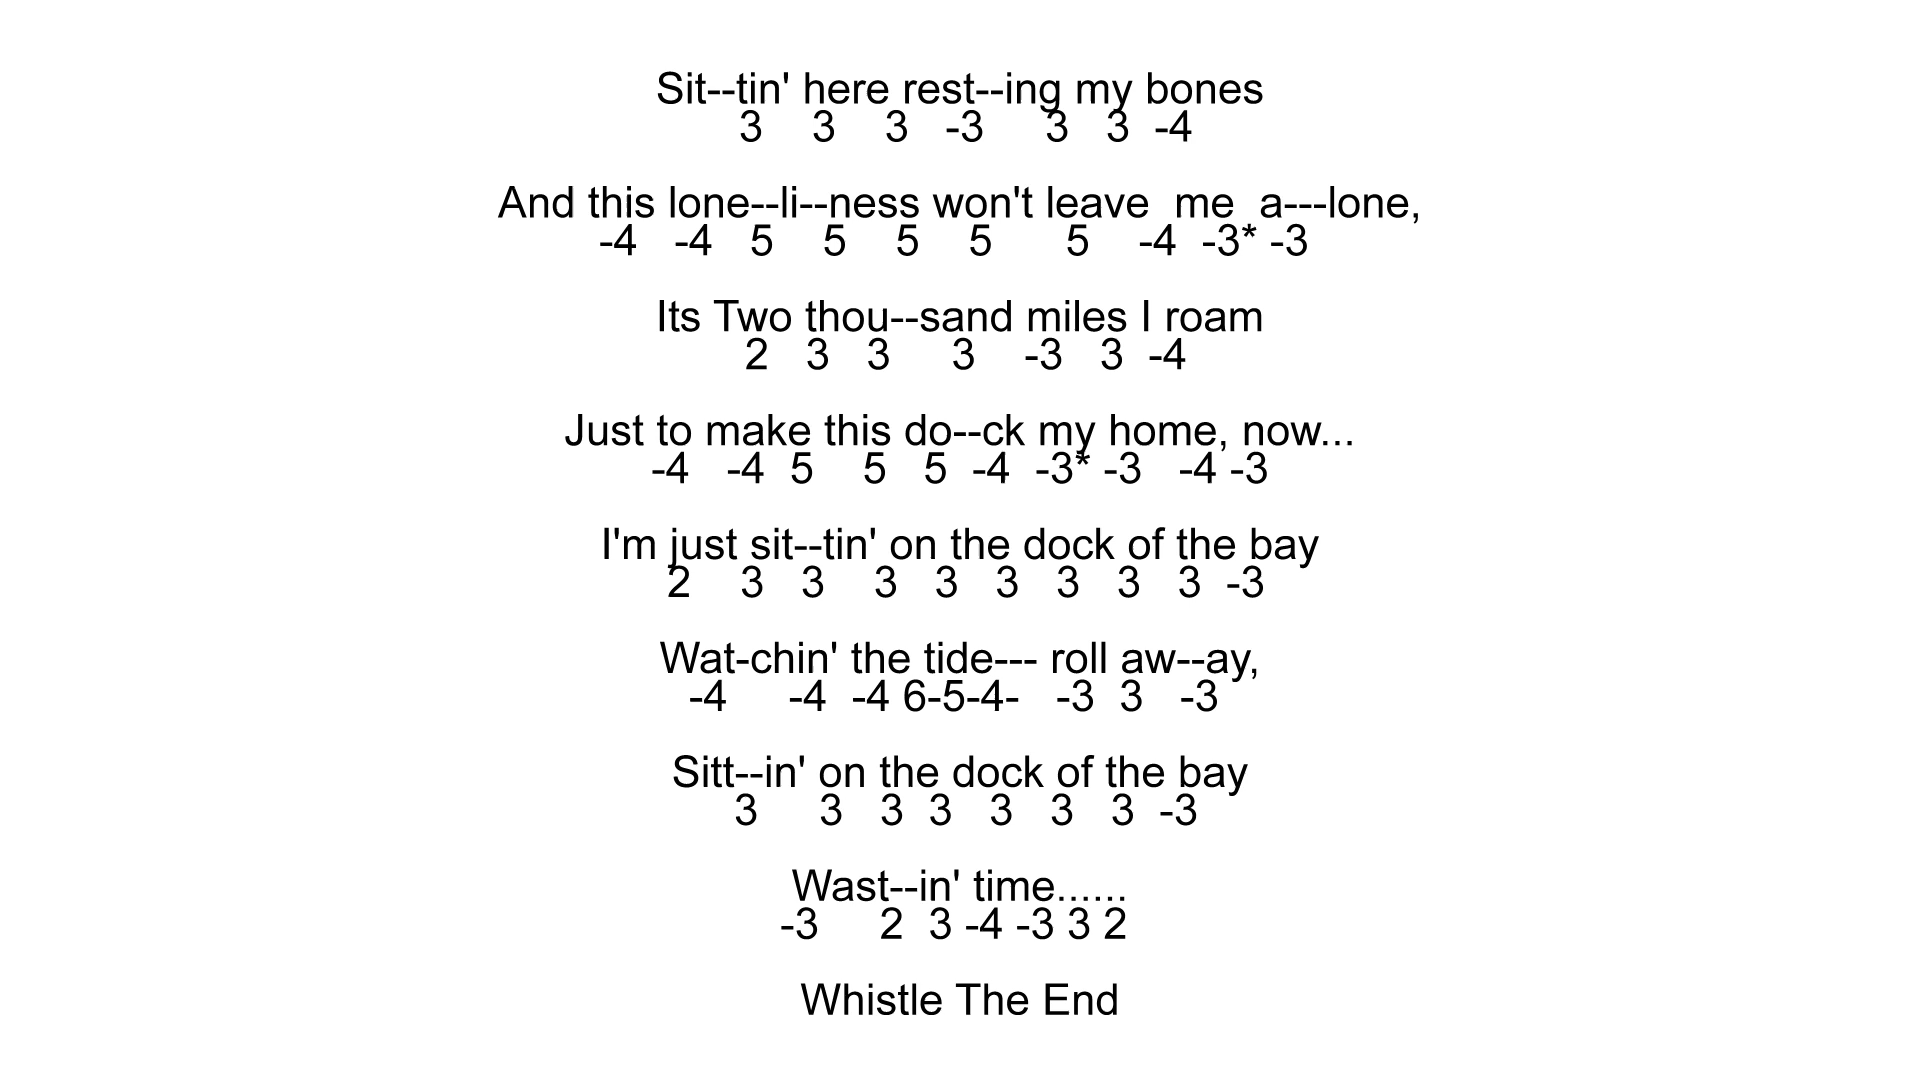 Sit--tin' here rest--ing my bones
3 3 3 -3 3 3 -4
And this lone--li--ness won't leave me a---lone,
-4 -4 5 5 5 5 5 -4 -3* -3
Its Two thou--sand miles I roam
2 3 3 3 -3 3 -4
Just to make this do--ck my home, now...
-4 -4 5 5 5 -4 -3* -3 -4 -3
I'm just sit--tin' on the dock of the bay
2 3 3 3 3 3 3 3 3 -3
Wat-chin' the tide--- roll aw--ay,
-4 -4 -4 6-5-4- -3 3 -3
Sitt--in' on the dock of the bay
3 3 3 3 3 3 3 -3
Wast--in' time......
-3 2 3 -4 -3 3 2
Whistle The End